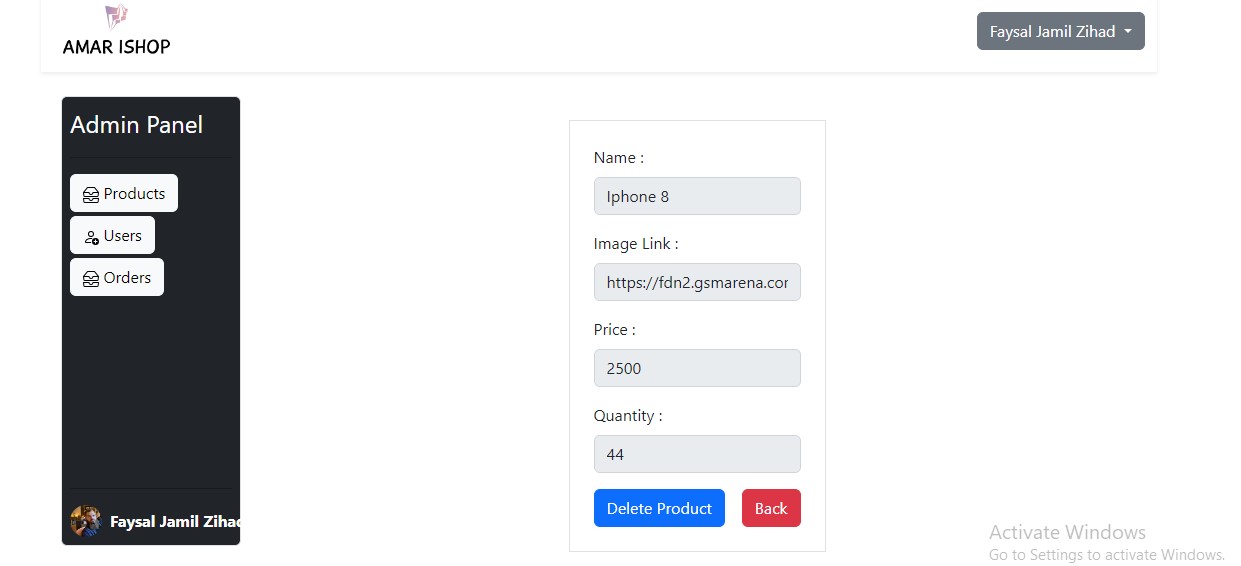 AMAR ISHOP
Faysal Jamil Zihad
Admin Panel
Products
Users
Orders
Faysal Jamil Zihad
Name :
Iphone 8
Image Link :
https://fdn2.gsmarena.cor
Price :
2500
Quantity :
44
Delete Product
Back
Activate Windows
Go to Settings to activate Windows.